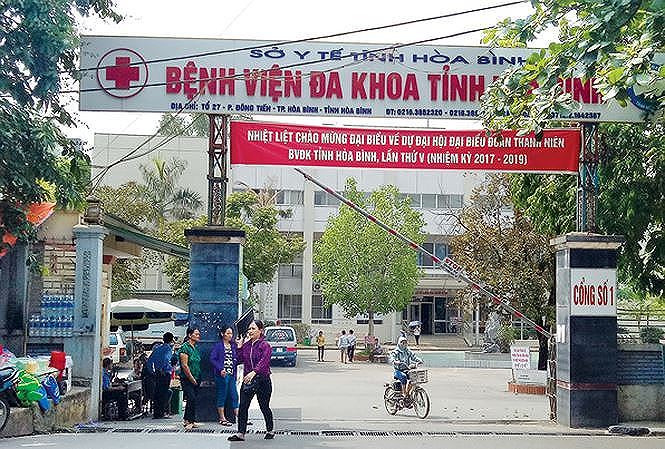 SỞ Y TẾ TỈNH HÒA BÌNH
BỆNH VIỆN ĐA KHOA TỈNH HÒA BÌNH
ĐỊA CHỈ: TỔ 27 - P. ĐỒNG TIẾN - TP. HÒA BÌNH - TỈNH HÒA BÌNH
NHIỆT LIỆT CHÀO MỪNG ĐẠI BIỂU VỀ DỰ ĐẠI HỘI ĐẠI BIỂU ĐOÀN THANH NIÊN
BVĐK TỈNH HÒA BÌNH, LẦN THỨ V (NHIỆM KỲ 2017 - 2019)
CỔNG SỐ 1